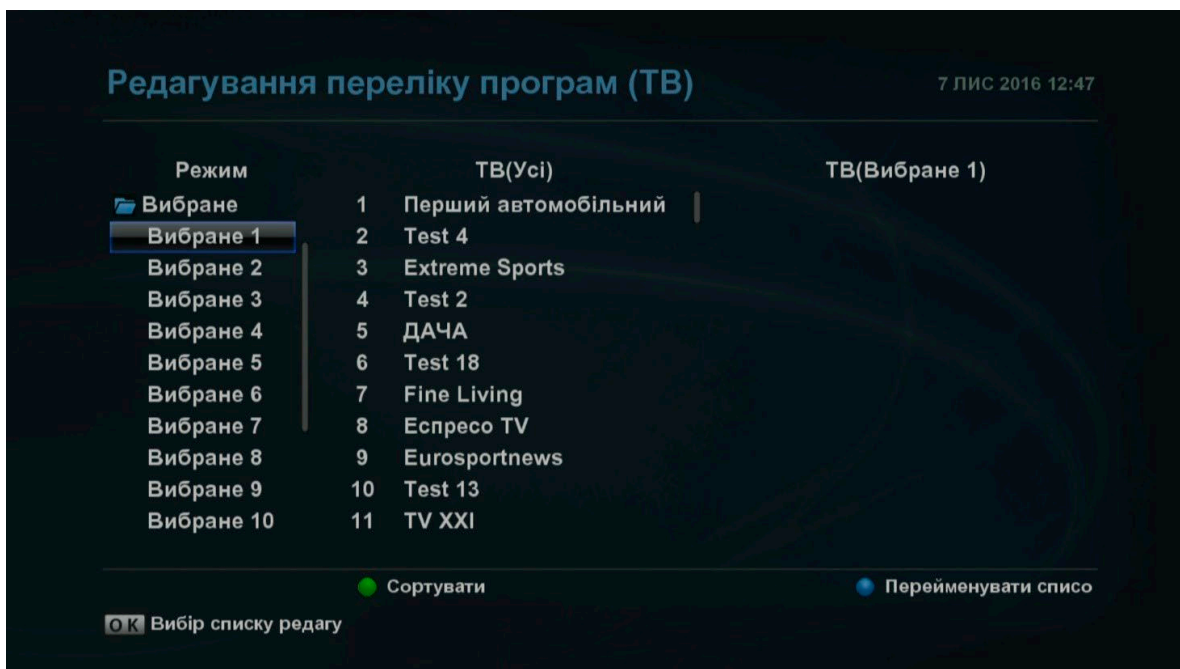 Редагування переліку програм (ТВ)
7 ЛИС 2016 12:47
Режим ТВ(Усі) ТВ(Вибране 1)
Вибране 1 Перший автомобільний
Вибране 1 2 Test 4
Вибране 2 3 Extreme Sports
Вибране 3 4 Test 2
Вибране 4 5 ДАЧА
Вибране 5 6 Test 18
Вибране 6 7 Fine Living
Вибране 7 8 Еспресо TV
Вибране 8 9 Eurosportnews
Вибране 9 10 Test 13
Вибране 10 11 TV XXI
Сортувати Перейменувати списо
OK Вибір списку редагу